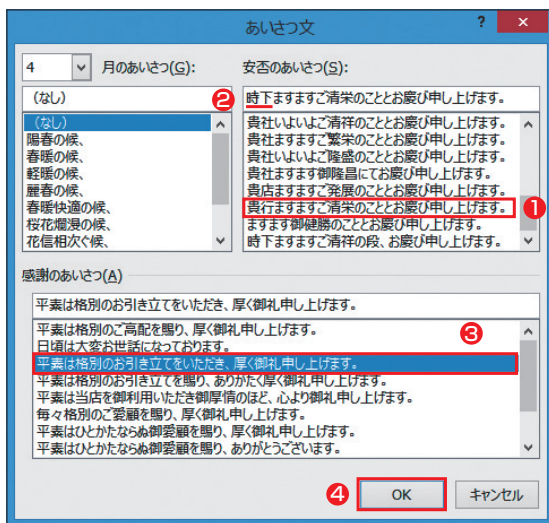 あいさつ文
? ×
4 月のあいさつ(G):
安否のあいさつ(S):
(なし)
❷ 時下ますますご清栄のこととお慶び申し上げます。
(なし)
陽春の候、
春暖の候、
軽暖の候、
麗春の候、
春暖快適の候、
桜花爛漫の候、
花信相次ぐ候、
貴社いよいよご清祥のこととお慶び申し上げます。
貴社ますますご繁栄のこととお慶び申し上げます。
貴社いよいよご隆盛のこととお慶び申し上げます。
貴社ますます御隆昌にてお慶び申し上げます。
貴店ますますご発展のこととお慶び申し上げます。
貴行ますますご清栄のこととお慶び申し上げます。 ❶
ますます御健勝のこととお慶び申し上げます。
時下ますますご清祥の段、お慶び申し上げます。
感謝のあいさつ(A)
平素は格別のお引き立てをいただき、厚く御礼申し上げます。
平素は格別のご高配を賜り、厚く御礼申し上げます。
日頃は大変お世話になっております。
❸
平素は格別のお引き立てをいただき、厚く御礼申し上げます。
平素は格別のお引き立てを賜り、ありがたく厚く御礼申し上げます。
平素は当店を御利用いただき御厚情のほど、心より御礼申し上げます。
毎々格別のご愛顧を賜り、厚く御礼申し上げます。
平素はひとかたならぬ御愛顧を賜り、厚く御礼申し上げます。
平素はひとかたならぬ御愛顧を賜り、ありがとうございます。
❹ OK キャンセル